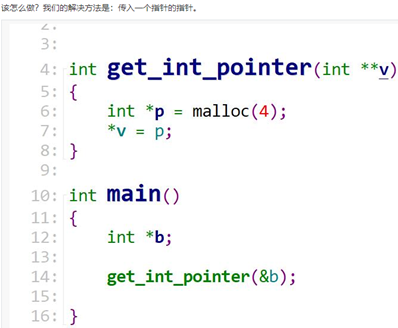 该怎么做？我们的解决方法是：传入一个指针的指针。
2:
3:
4: int get_int_pointer(int **v)
5: {
6: int *p = malloc(4);
7: *v = p;
8: }
9:
10: int main()
11: {
12: int *b;
13:
14: get_int_pointer(&b);
15:
16: }